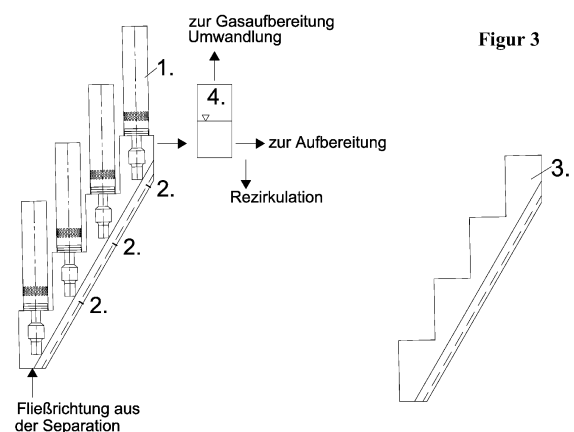 zur Gasaufbereitung
Umwandlung
Figur 3
1.
4.
zur Aufbereitung
3.
2.
Rezirkulation
2.
2.
Fließrichtung aus
der Separation